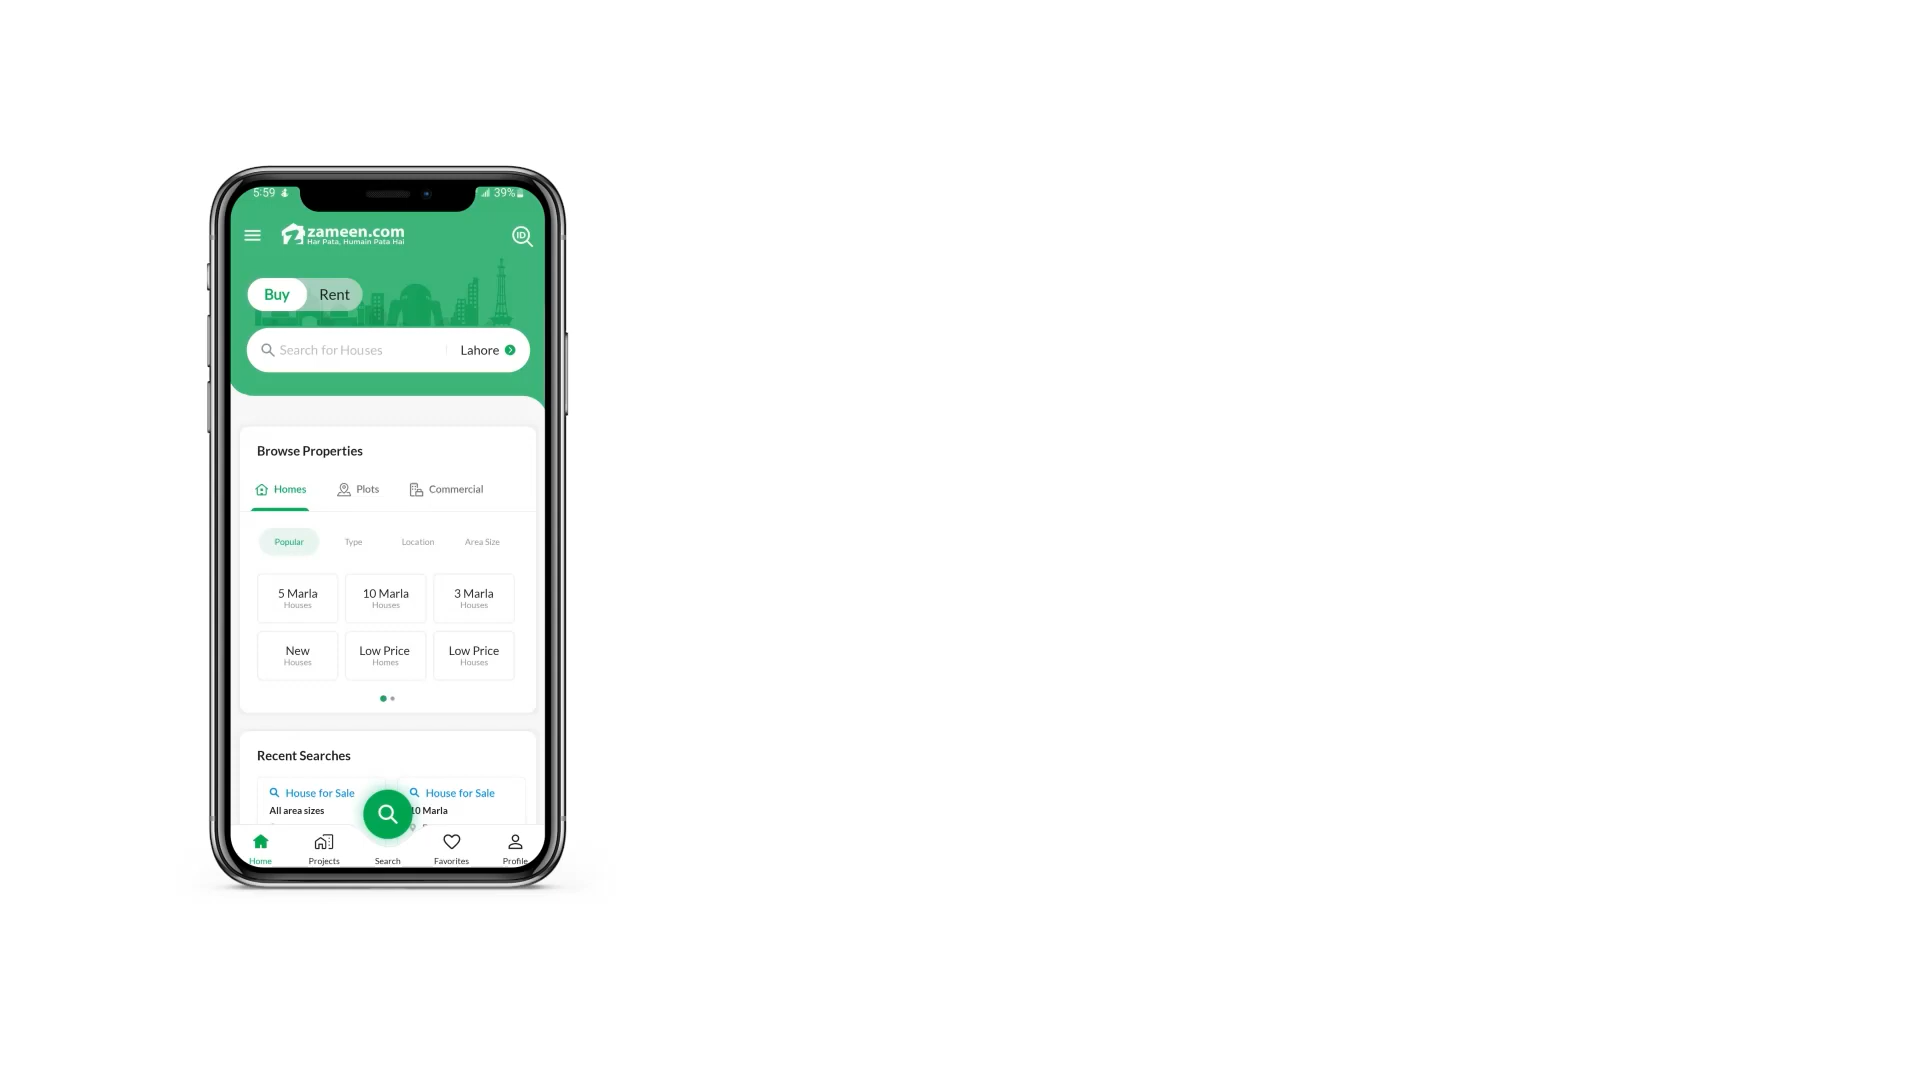 5:59
39%
zameen.com
Har Pata, Humain Pata Hai
ID
Buy Rent
Search for Houses Lahore
Browse Properties
Homes Plots Commercial
Popular Type Location Area Size
5 Marla 10 Marla 3 Marla
Houses Houses Houses
New Low Price Low Price
Houses Homes Houses
Recent Searches
House for Sale House for Sale
All area sizes 10 Marla
Home Projects Search Favorites Profile